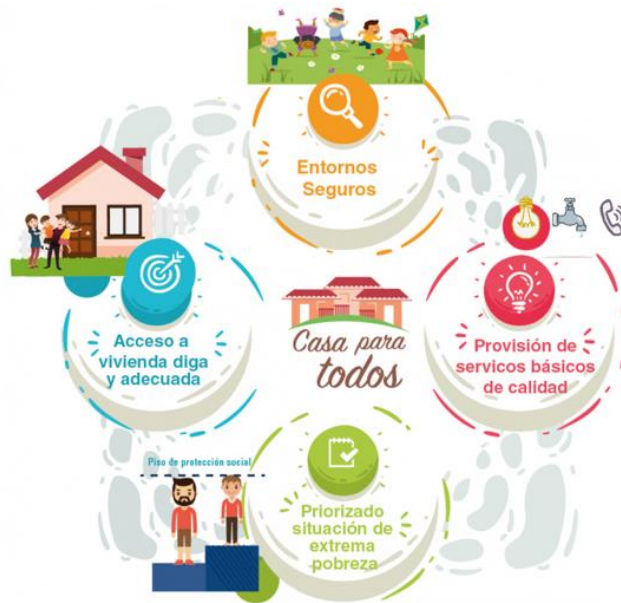 Entornos
Seguros
Acceso a
vivienda diga
y adecuada
Casa para
todos
Provisión de
servicos básicos
de calidad
Piso de protección social
Priorizado
situación de
extrema
pobreza